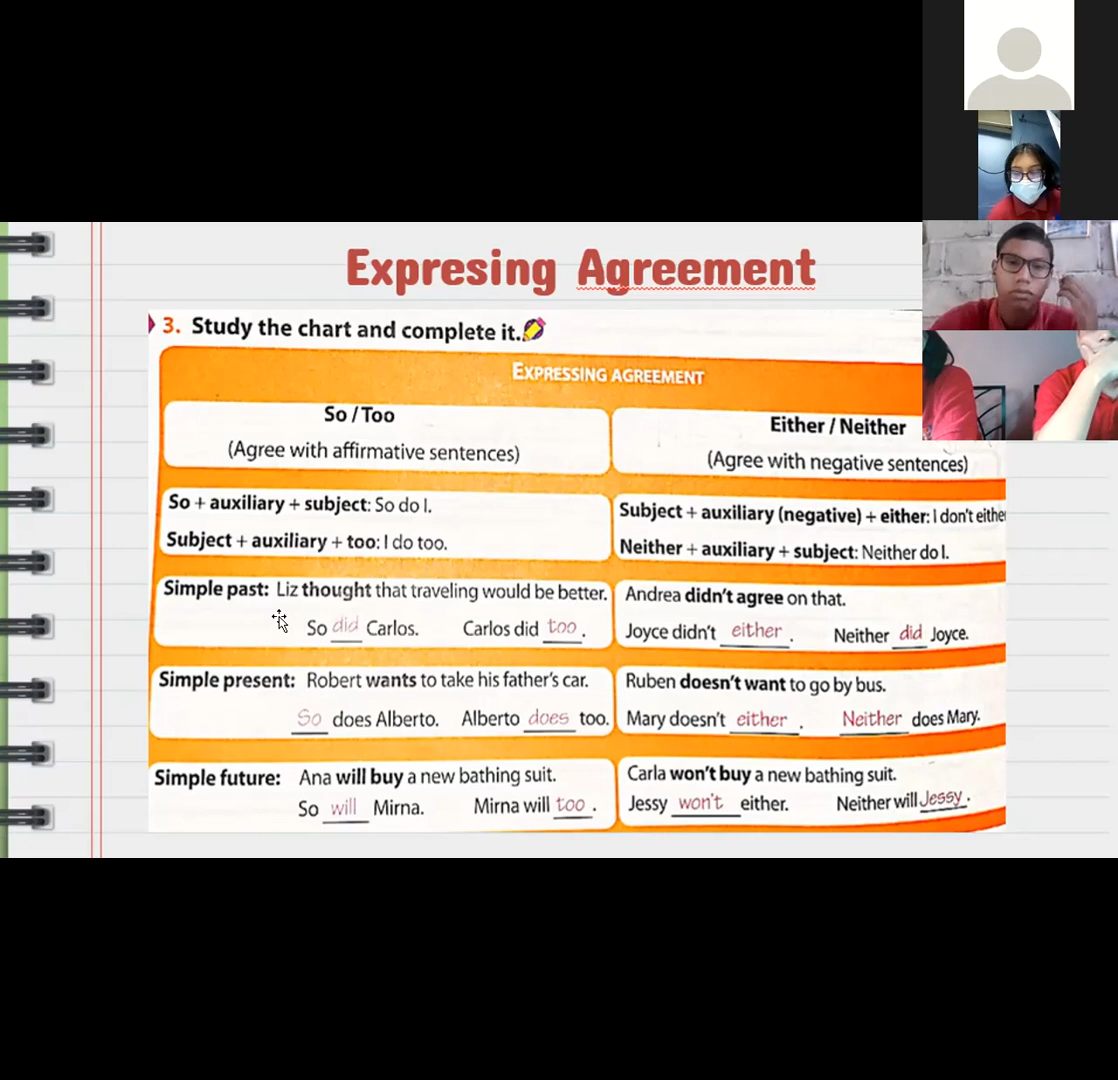 Expresing Agreement
3. Study the chart and complete it.
EXPRESSING AGREEMENT
So / Too
(Agree with affirmative sentences)
Either / Neither
(Agree with negative sentences)
So + auxiliary + subject: So do I.
Subject + auxiliary + too: I do too.
Subject + auxiliary (negative) + either: I don't eithe
Neither + auxiliary + subject: Neither do I.
Simple past: Liz thought that traveling would be better.
So did Carlos. Carlos did too.
Andrea didn't agree on that.
Joyce didn't either. Neither did Joyce.
Simple present: Robert wants to take his father's car.
So does Alberto. Alberto does too.
Ruben doesn't want to go by bus.
Mary doesn't either. Neither does Mary.
Simple future: Ana will buy a new bathing suit.
So will Mirna. Mirna will too.
Carla won't buy a new bathing suit.
Jessy won't either. Neither will Jessy.